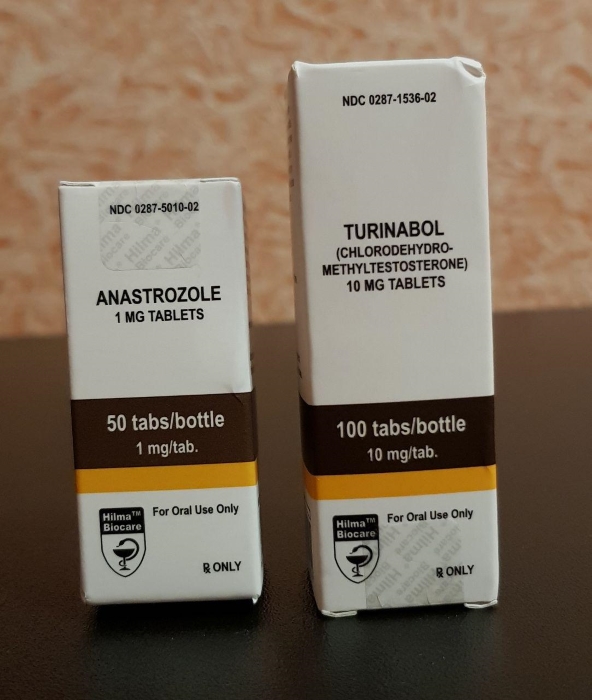 NDC 0287-5010-02
ANASTROZOLE
1 MG TABLETS
50 tabs/bottle
1 mg/tab.
Hilma™
Biocare
For Oral Use Only
℞ ONLY
NDC 0287-1536-02
TURINABOL
(CHLORODEHYDRO-
METHYLTESTOSTERONE)
10 MG TABLETS
100 tabs/bottle
10 mg/tab.
Hilma™
Biocare
For Oral Use Only
℞ ONLY